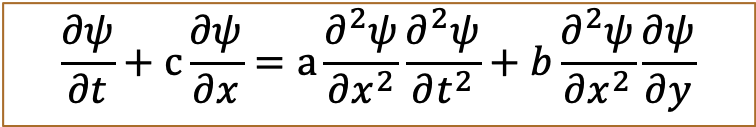 ∂ψ/∂t + c ∂ψ/∂x = a ∂²ψ/∂x² ∂²ψ/∂t² + b ∂²ψ/∂x² ∂ψ/∂y